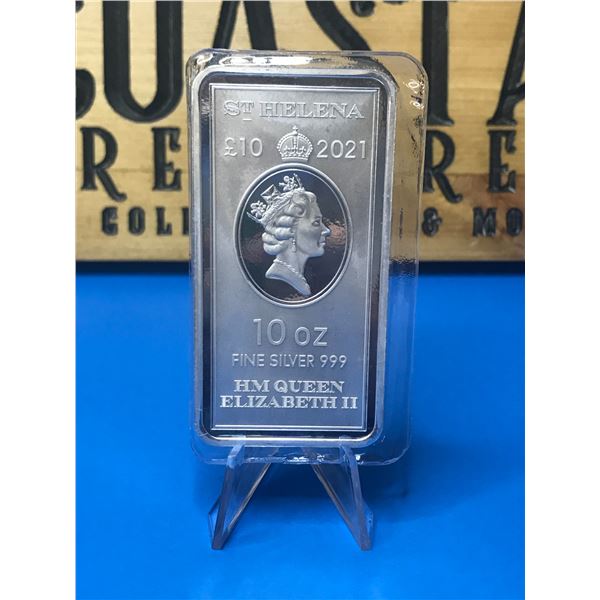 ST HELENA
£10 2021
10 oz
FINE SILVER 999
HM QUEEN
ELIZABETH II